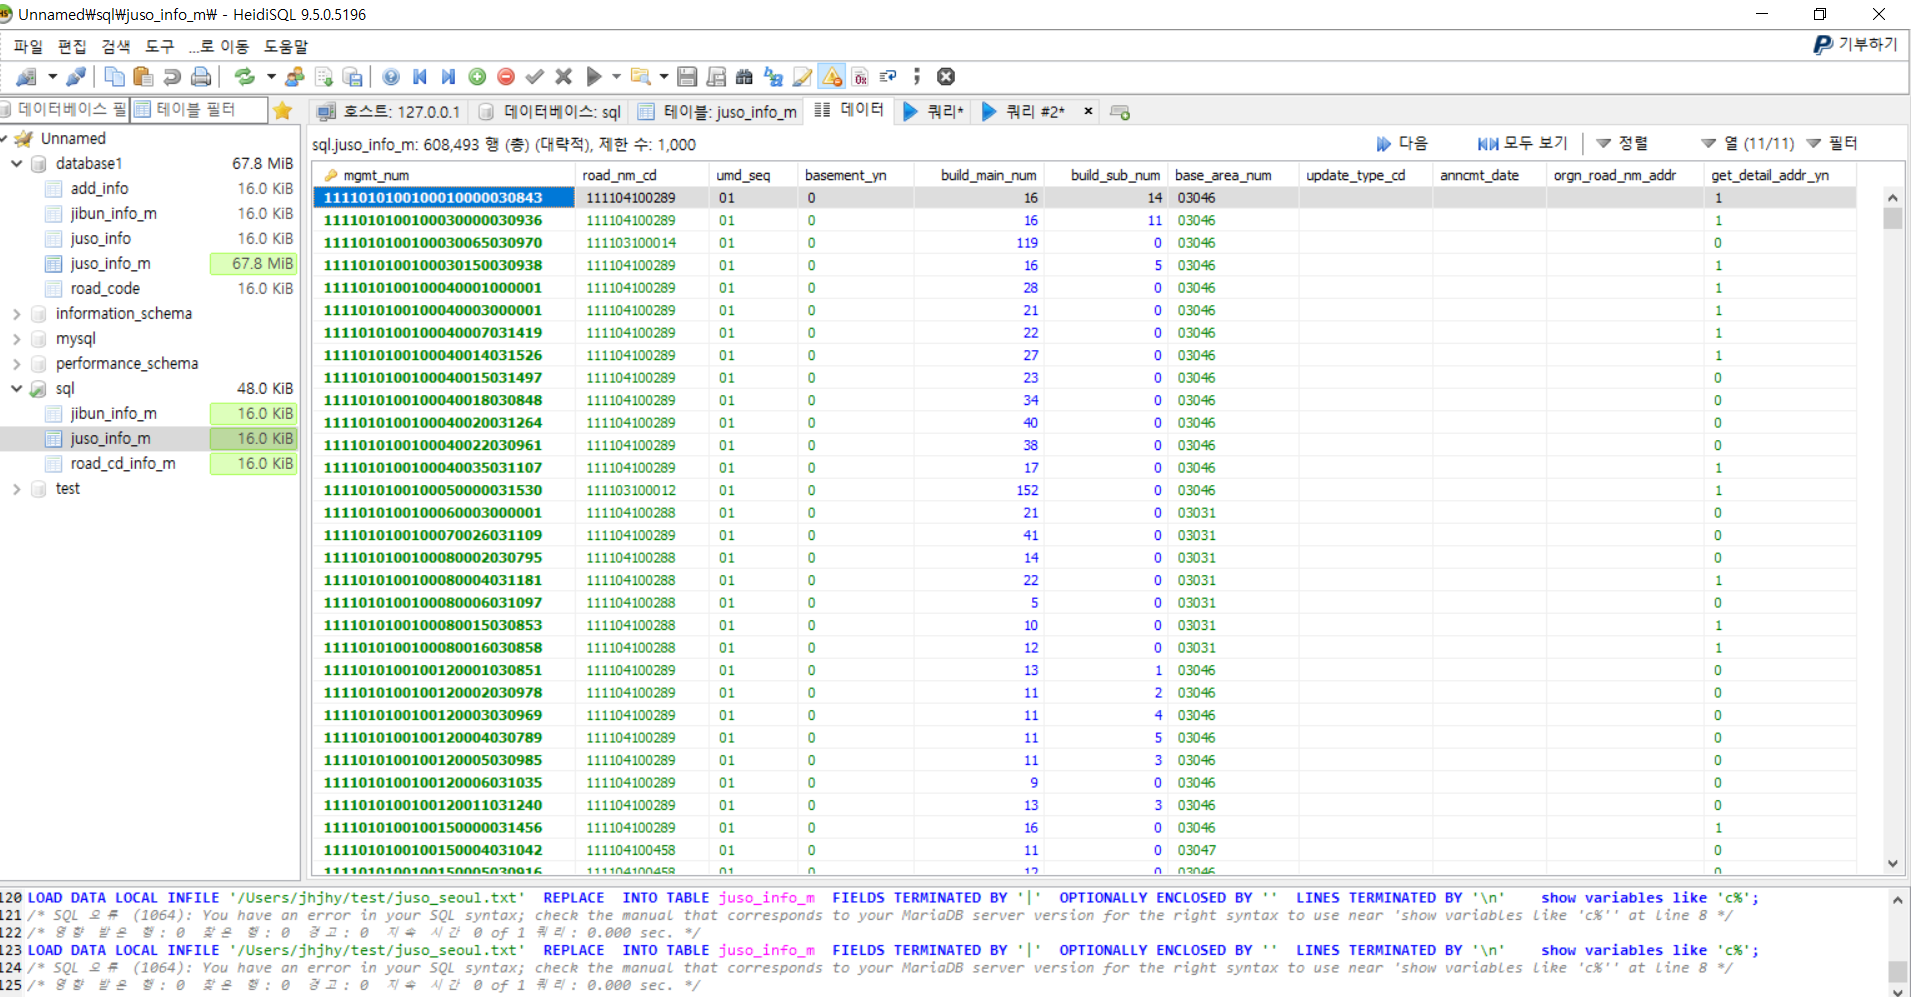 Unnamed₩sql₩juso_info_m₩ - HeidiSQL 9.5.0.5196
파일 편집 검색 도구 ...로 이동 도움말 기부하기
데이터베이스 필 테이블 필터
호스트: 127.0.0.1 데이터베이스: sql 테이블: juso_info_m 데이터 쿼리* 쿼리 #2*
sql.juso_info_m: 608,493 행 (총) (대략적), 제한 수: 1,000 다음 모두 보기 정렬 열 (11/11) 필터
Unnamed
database1 67.8 MiB
add_info 16.0 KiB
jibun_info_m 16.0 KiB
juso_info 16.0 KiB
juso_info_m 67.8 MiB
road_code 16.0 KiB
information_schema
mysql
performance_schema
sql 48.0 KiB
jibun_info_m 16.0 KiB
juso_info_m 16.0 KiB
road_cd_info_m 16.0 KiB
test
mgmt_num road_nm_cd umd_seq basement_yn build_main_num build_sub_num base_area_num update_type_cd anncmt_date orgn_road_nm_addr get_detail_addr_yn
1111010100100010000030843 111104100289 01 0 16 14 03046 1
1111010100100030000030936 111104100289 01 0 16 11 03046 1
1111010100100030065030970 111103100014 01 0 119 0 03046 0
1111010100100030150030938 111104100289 01 0 16 5 03046 1
1111010100100040001000001 111104100289 01 0 28 0 03046 1
1111010100100040003000001 111104100289 01 0 21 0 03046 1
1111010100100040007031419 111104100289 01 0 22 0 03046 1
1111010100100040014031526 111104100289 01 0 27 0 03046 1
1111010100100040015031497 111104100289 01 0 23 0 03046 0
1111010100100040018030848 111104100289 01 0 34 0 03046 0
1111010100100040020031264 111104100289 01 0 40 0 03046 0
1111010100100040022030961 111104100289 01 0 38 0 03046 0
1111010100100040035031107 111104100289 01 0 17 0 03046 1
1111010100100050000031530 111103100012 01 0 152 0 03046 1
1111010100100060003000001 111104100288 01 0 21 0 03031 0
1111010100100070026031109 111104100288 01 0 41 0 03031 0
1111010100100080002030795 111104100288 01 0 14 0 03031 0
1111010100100080004031181 111104100288 01 0 22 0 03031 1
1111010100100080006031097 111104100288 01 0 5 0 03031 0
1111010100100080015030853 111104100288 01 0 10 0 03031 1
1111010100100080016030858 111104100288 01 0 12 0 03031 1
1111010100100120001030851 111104100289 01 0 13 1 03046 0
1111010100100120002030978 111104100289 01 0 11 2 03046 0
1111010100100120003030969 111104100289 01 0 11 4 03046 0
1111010100100120004030789 111104100289 01 0 11 5 03046 0
1111010100100120005030985 111104100289 01 0 11 3 03046 0
1111010100100120006031035 111104100289 01 0 9 0 03046 0
1111010100100120011031240 111104100289 01 0 13 3 03046 0
1111010100100150000031456 111104100289 01 0 16 0 03046 1
1111010100100150004031042 111104100458 01 0 11 0 03047 0
1111010100100150005030916 111104100458 01 0 12 0 03047 0
120 LOAD DATA LOCAL INFILE '/Users/jhjhy/test/juso_seoul.txt' REPLACE INTO TABLE juso_info_m FIELDS TERMINATED BY '|' OPTIONALLY ENCLOSED BY '' LINES TERMINATED BY '\n' show variables like 'c%';
121 /* SQL 오류 (1064): You have an error in your SQL syntax; check the manual that corresponds to your MariaDB server version for the right syntax to use near 'show variables like 'c%'' at line 8 */
122 /* 영향 받은 행: 0 찾은 행: 0 경고: 0 지속 시간 0 of 1 쿼리: 0.000 sec. */
123 LOAD DATA LOCAL INFILE '/Users/jhjhy/test/juso_seoul.txt' REPLACE INTO TABLE juso_info_m FIELDS TERMINATED BY '|' OPTIONALLY ENCLOSED BY '' LINES TERMINATED BY '\n' show variables like 'c%';
124 /* SQL 오류 (1064): You have an error in your SQL syntax; check the manual that corresponds to your MariaDB server version for the right syntax to use near 'show variables like 'c%'' at line 8 */
125 /* 영향 받은 행: 0 찾은 행: 0 경고: 0 지속 시간 0 of 1 쿼리: 0.000 sec. */